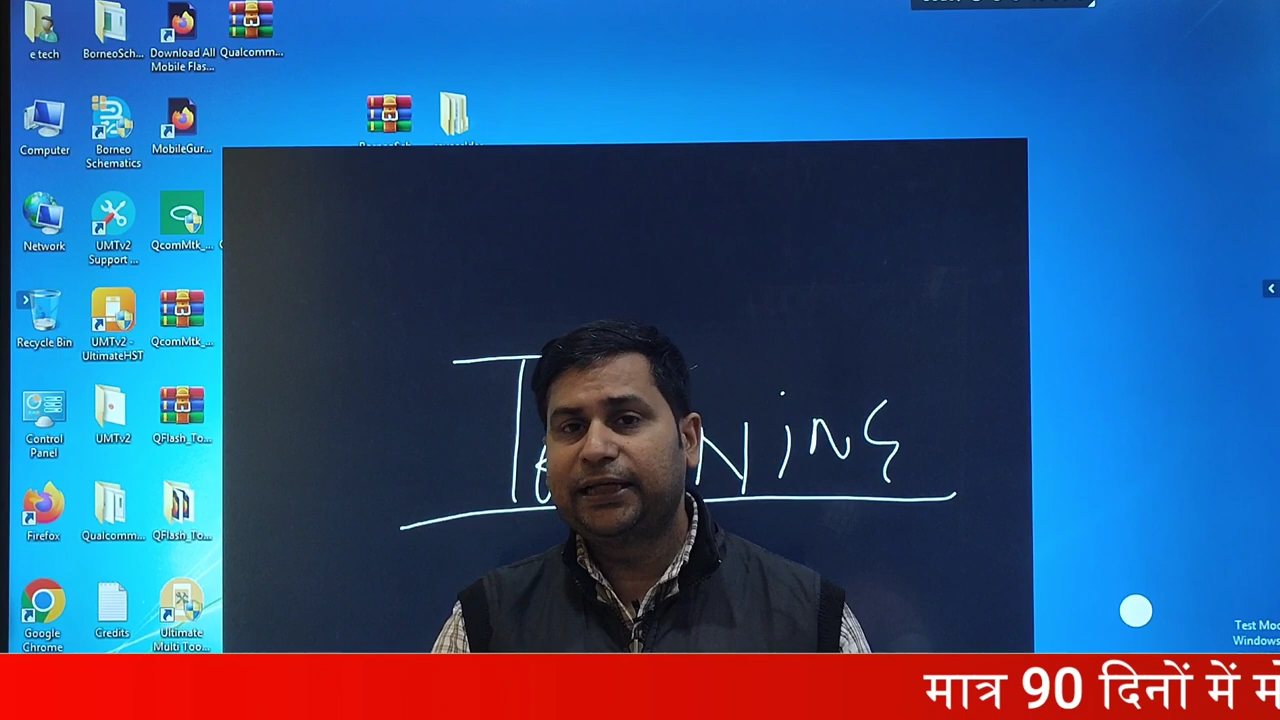 e tech
BorneoSch...
Download All
Mobile Flas...
Qualcomm...
Computer
Borneo
Schematics
MobileGur...
Network
UMTv2
Support ...
QcomMtk_...
Recycle Bin
UMTv2 -
UltimateHST
QcomMtk_...
Control
Panel
UMTv2
QFlash_To...
Firefox
Qualcomm...
QFlash_To...
Google
Chrome
Credits
Ultimate
Multi Too...
Test Mo
Windows
मात्र 90 दिनों में